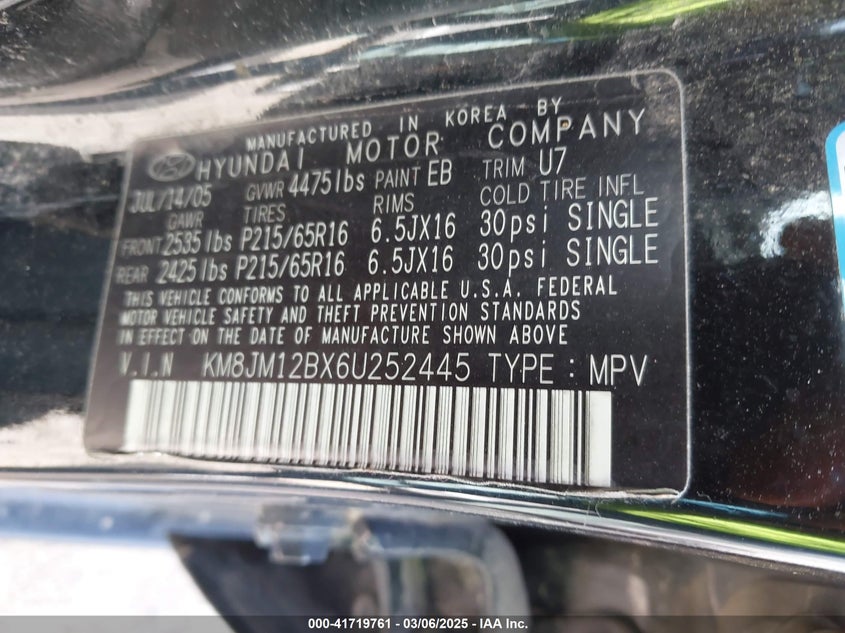 MANUFACTURED IN KOREA BY
HYUNDAI MOTOR COMPANY
JUL/14/05 GVWR 4475lbs PAINT EB TRIM U7
GAWR TIRES RIMS COLD TIRE INFL
FRONT 2535lbs P215/65R16 6.5JX16 30psi SINGLE
REAR 2425lbs P215/65R16 6.5JX16 30psi SINGLE
THIS VEHICLE CONFORMS TO ALL APPLICABLE U.S.A. FEDERAL
MOTOR VEHICLE SAFETY AND THEFT PREVENTION STANDARDS
IN EFFECT ON THE DATE OF MANUFACTURE SHOWN ABOVE
V.I.N KM8JM12BX6U252445 TYPE : MPV
000-41719761 - 03/06/2025 - IAA Inc.